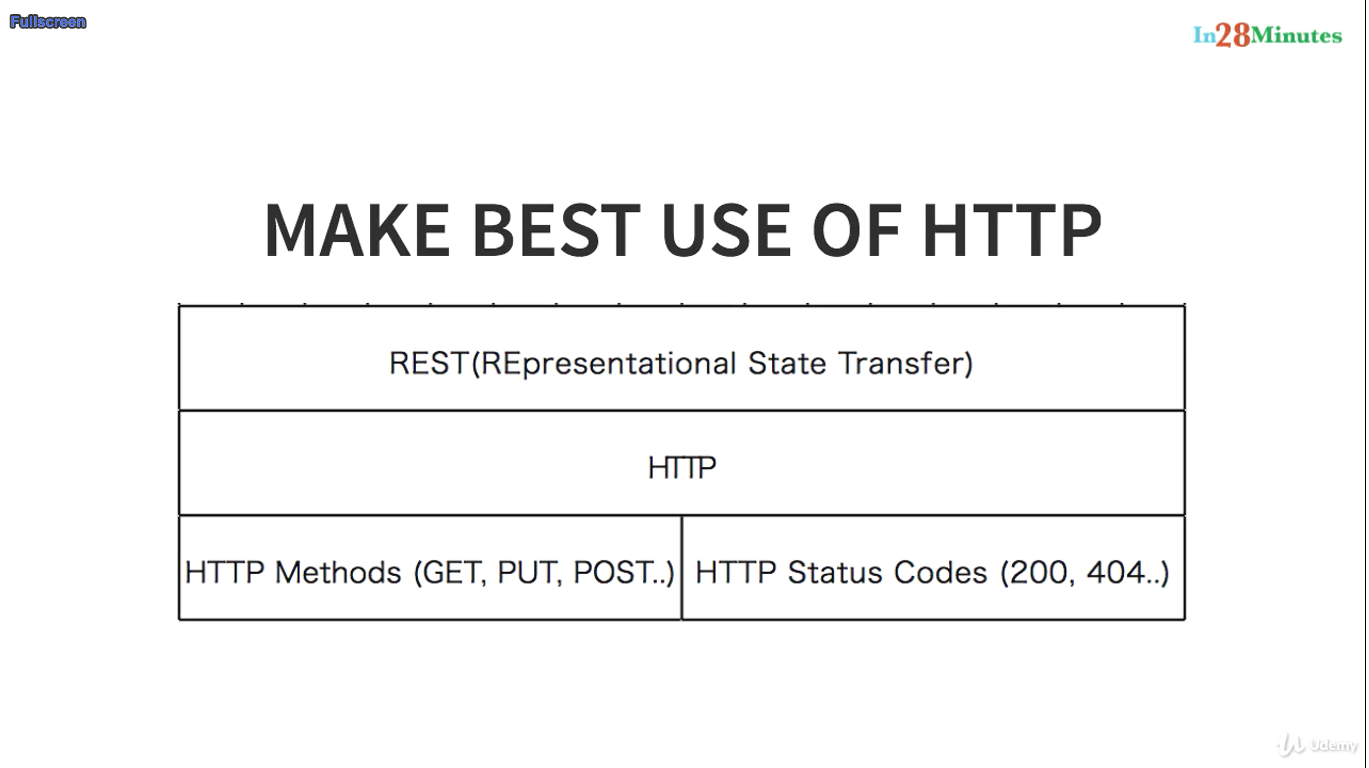 Fullscreen
In28Minutes
MAKE BEST USE OF HTTP
REST(REpresentational State Transfer)
HTTP
HTTP Methods (GET, PUT, POST..)
HTTP Status Codes (200, 404..)
Udemy